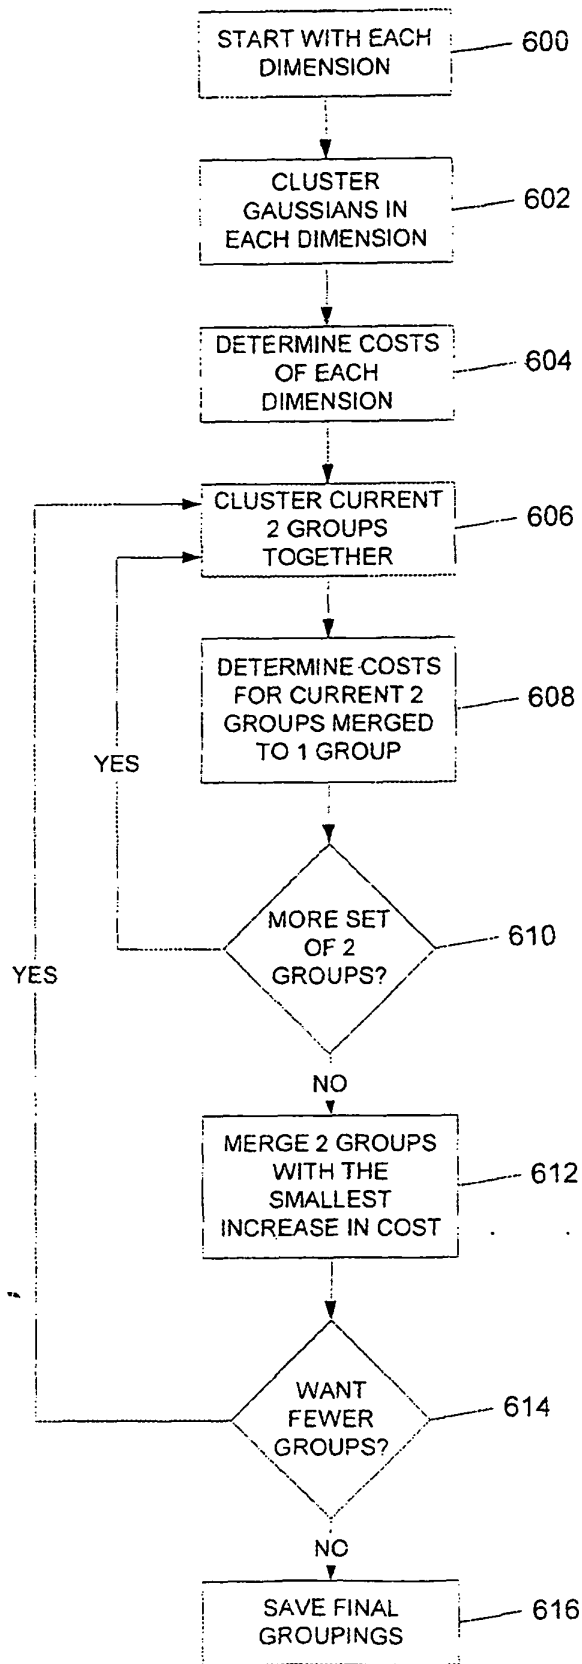 START WITH EACH
DIMENSION
600
CLUSTER
GAUSSIANS IN
EACH DIMENSION
602
DETERMINE COSTS
OF EACH
DIMENSION
604
CLUSTER CURRENT
2 GROUPS
TOGETHER
606
DETERMINE COSTS
FOR CURRENT 2
GROUPS MERGED
TO 1 GROUP
608
YES
MORE SET
OF 2
GROUPS?
610
YES
NO
MERGE 2 GROUPS
WITH THE
SMALLEST
INCREASE IN COST
612
WANT
FEWER
GROUPS?
614
NO
SAVE FINAL
GROUPINGS
616